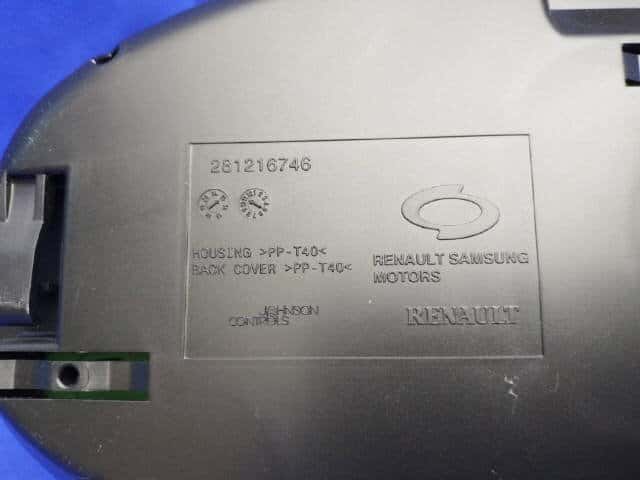 281216746
HOUSING >PP-T40<
BACK COVER >PP-T40<
RENAULT SAMSUNG
MOTORS
JOHNSON
CONTROLS
RENAULT